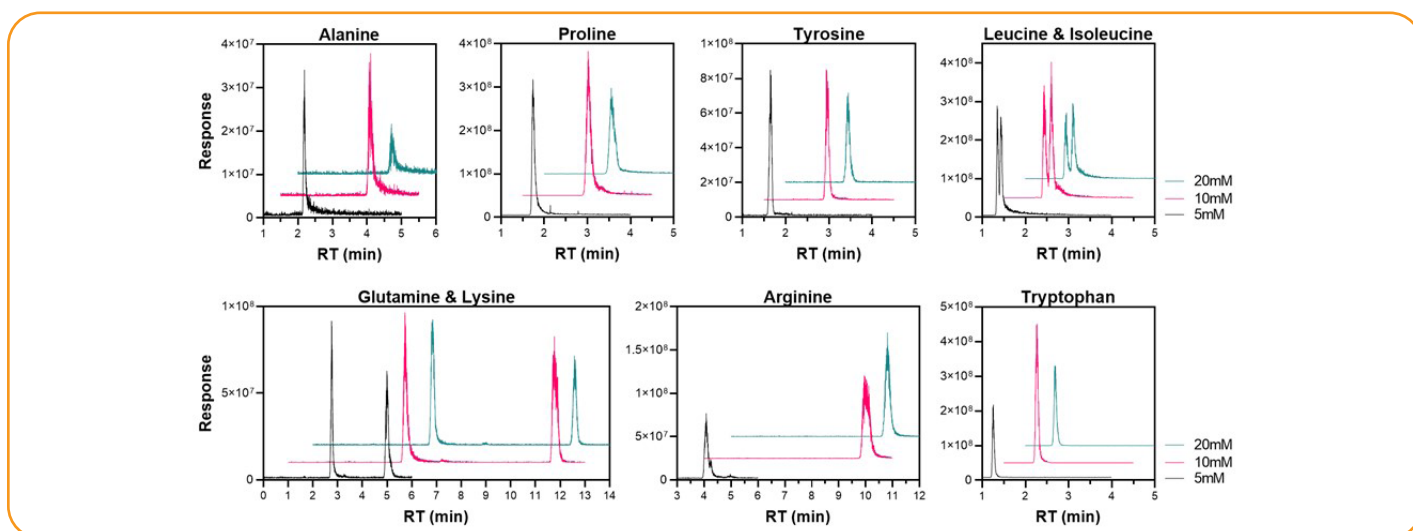 Alanine
Proline
Tyrosine
Leucine & Isoleucine
4×10⁷
3×10⁷
2×10⁷
1×10⁷
0
Response
1 2 3 4 5 6
RT (min)
4×10⁸
3×10⁸
2×10⁸
1×10⁸
0
1 2 3 4 5
RT (min)
1×10⁸
8×10⁷
6×10⁷
4×10⁷
2×10⁷
0
1 2 3 4 5
RT (min)
5×10⁸
4×10⁸
3×10⁸
2×10⁸
1×10⁸
0
1 2 3 4 5
RT (min)
20mM
10mM
5mM
Glutamine & Lysine
Arginine
Tryptophan
1×10⁸
5×10⁷
0
Response
0 1 2 3 4 5 6 7 8 9 10 11 12 13 14
RT (min)
2×10⁸
1.5×10⁸
1×10⁸
5×10⁷
0
3 4 5 6 7 8 9 10 11 12
RT (min)
5×10⁸
4×10⁸
3×10⁸
2×10⁸
1×10⁸
0
1 2 3 4 5
RT (min)
20mM
10mM
5mM